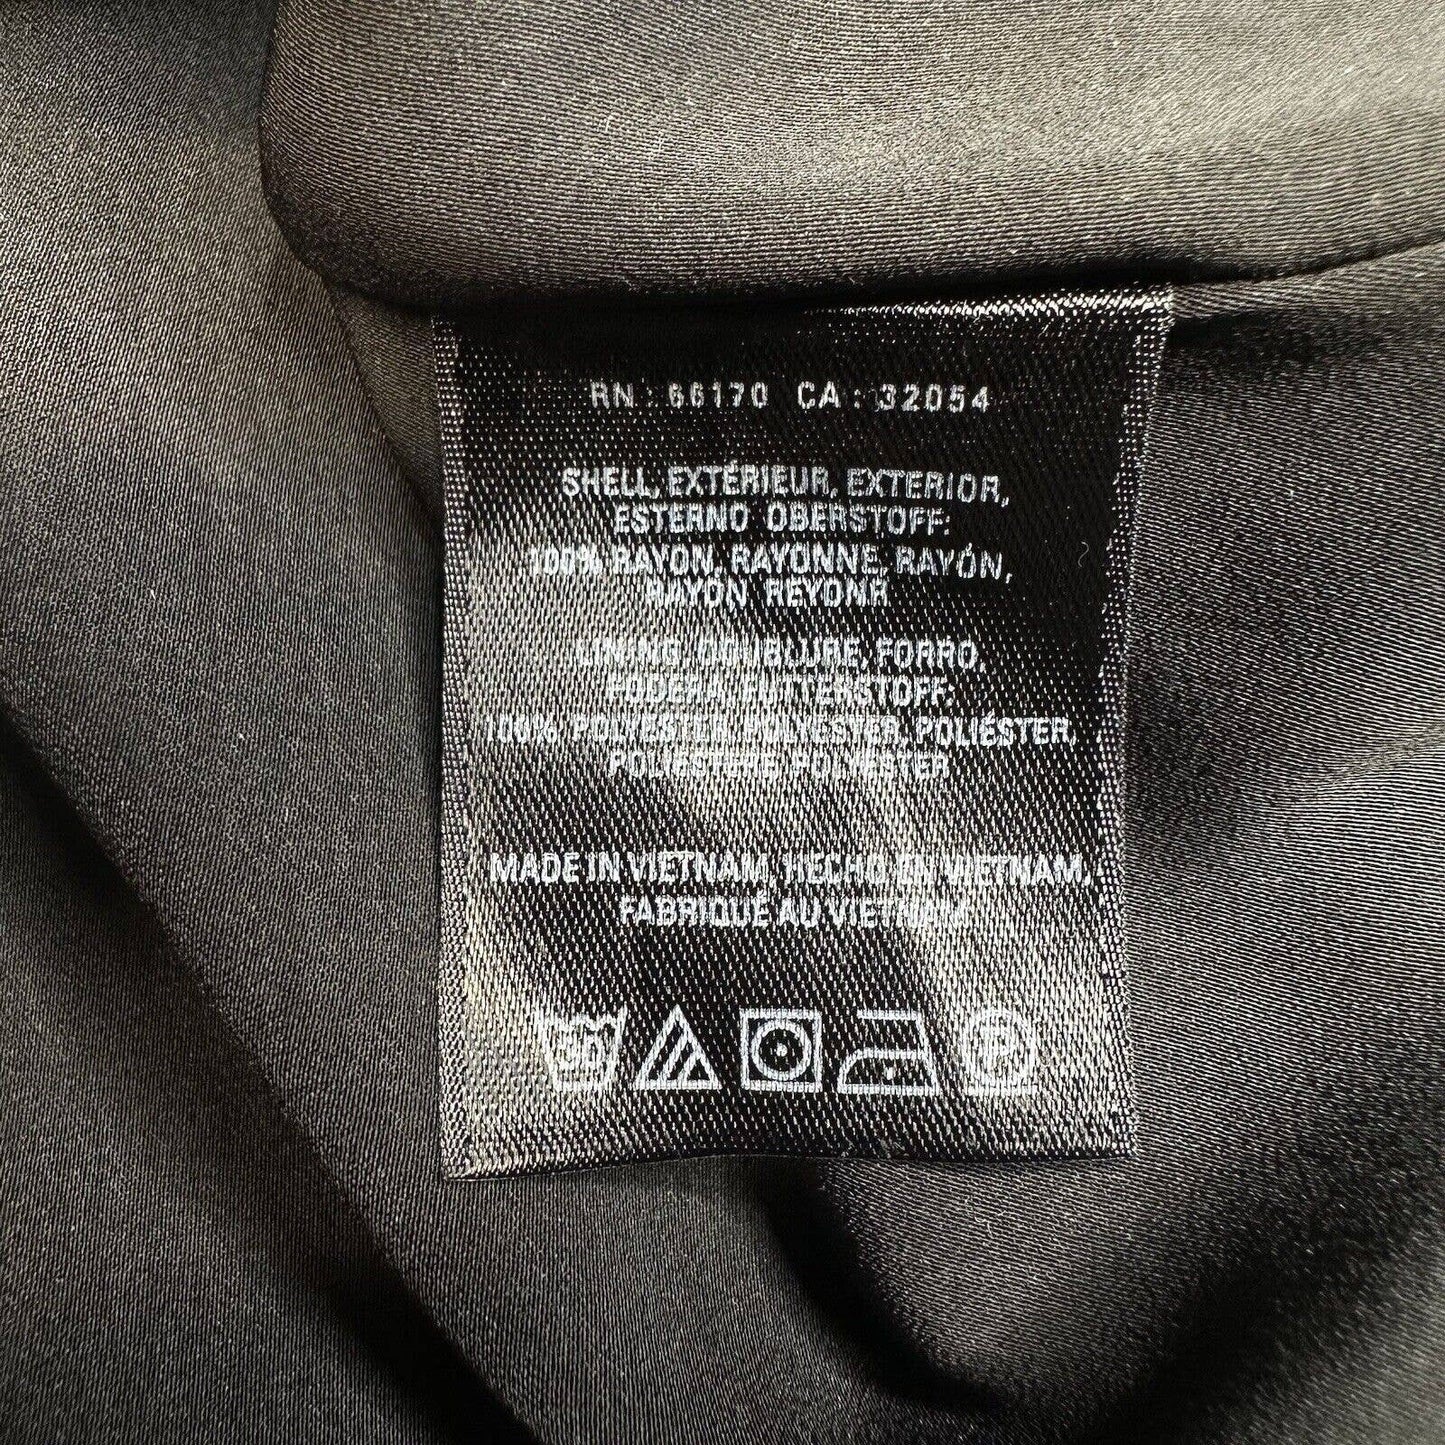 RN : 66170 CA : 32054
SHELL, EXTÉRIEUR, EXTERIOR,
ESTERNO OBERSTOFF:
100% RAYON, RAYONNE, RAYÓN,
RAYON REYONR
LINING, DOUBLURE, FORRO,
FODERA, FUTTERSTOFF:
100% POLYESTER, POLYESTER, POLIÉSTER,
POLIESTERE, POLYESTER
MADE IN VIETNAM, HECHO EN VIETNAM,
FABRIQUÉ AU VIETNAM
30 P